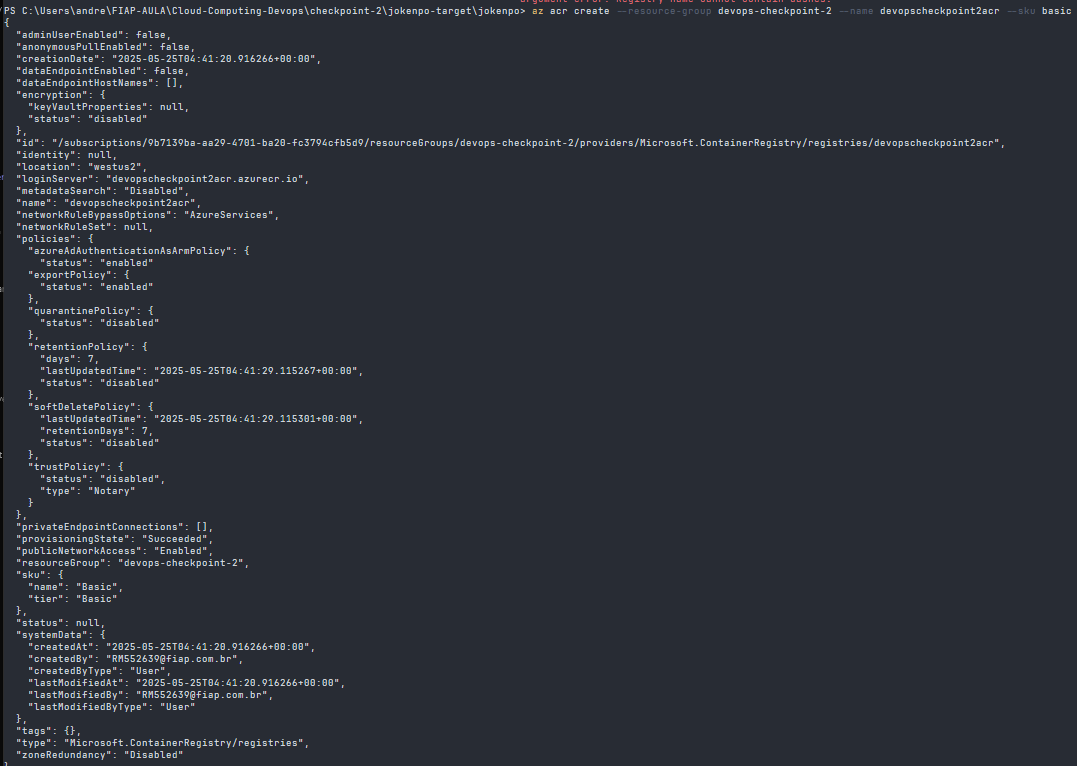 PS C:\Users\andre\FIAP-AULA\Cloud-Computing-Devops\checkpoint-2\jokenpo-target\jokenpo> az acr create --resource-group devops-checkpoint-2 --name devopscheckpoint2acr --sku basic
{
  "adminUserEnabled": false,
  "anonymousPullEnabled": false,
  "creationDate": "2025-05-25T04:41:20.916266+00:00",
  "dataEndpointEnabled": false,
  "dataEndpointHostNames": [],
  "encryption": {
    "keyVaultProperties": null,
    "status": "disabled"
  },
  "id": "/subscriptions/9b7139ba-aa29-4701-ba20-fc3794cfb5d9/resourceGroups/devops-checkpoint-2/providers/Microsoft.ContainerRegistry/registries/devopscheckpoint2acr",
  "identity": null,
  "location": "westus2",
  "loginServer": "devopscheckpoint2acr.azurecr.io",
  "metadataSearch": "Disabled",
  "name": "devopscheckpoint2acr",
  "networkRuleBypassOptions": "AzureServices",
  "networkRuleSet": null,
  "policies": {
    "azureAdAuthenticationAsArmPolicy": {
      "status": "enabled"
    "exportPolicy": {
      "status": "enabled"
    },
    "quarantinePolicy": {
      "status": "disabled"
    },
    "retentionPolicy": {
      "days": 7,
      "lastUpdatedTime": "2025-05-25T04:41:29.115267+00:00",
      "status": "disabled"
    },
    "softDeletePolicy": {
      "lastUpdatedTime": "2025-05-25T04:41:29.115301+00:00",
      "retentionDays": 7,
      "status": "disabled"
    },
    "trustPolicy": {
      "status": "disabled",
      "type": "Notary"
    }
  },
  "privateEndpointConnections": [],
  "provisioningState": "Succeeded",
  "publicNetworkAccess": "Enabled",
  "resourceGroup": "devops-checkpoint-2",
  "sku": {
    "name": "Basic",
    "tier": "Basic"
  },
  "status": null,
  "systemData": {
    "createdAt": "2025-05-25T04:41:20.916266+00:00",
    "createdBy": "RM552639@fiap.com.br",
    "createdByType": "User",
    "lastModifiedAt": "2025-05-25T04:41:20.916266+00:00",
    "lastModifiedBy": "RM552639@fiap.com.br",
    "lastModifiedByType": "User"
  },
  "tags": {},
  "type": "Microsoft.ContainerRegistry/registries",
  "zoneRedundancy": "Disabled"